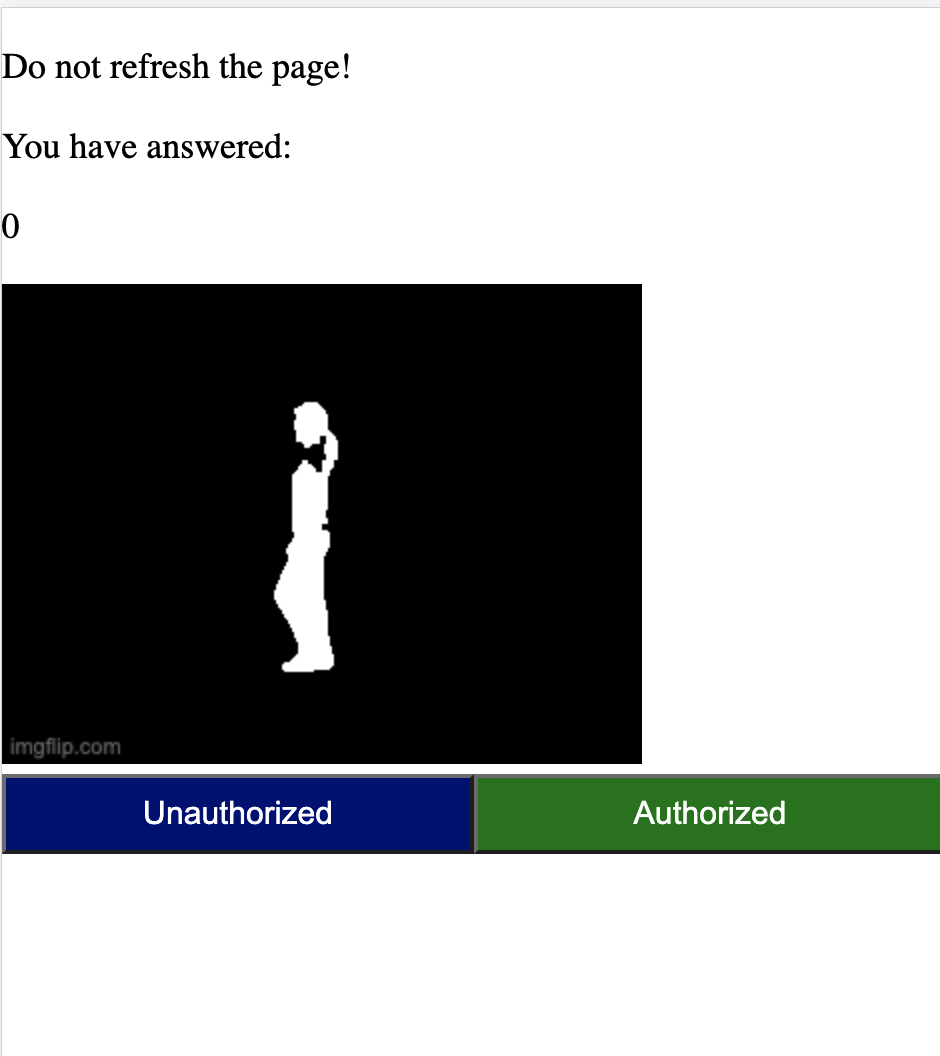 Do not refresh the page!
You have answered:
0
imgflip.com
Unauthorized
Authorized